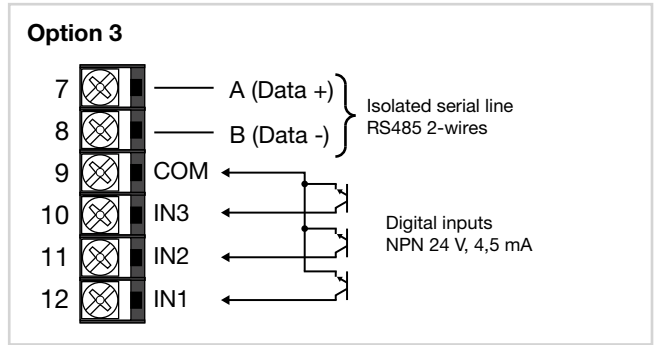 Option 3
7 A (Data +)
8 B (Data -)
Isolated serial line
RS485 2-wires
9 COM
10 IN3
11 IN2
12 IN1
Digital inputs
NPN 24 V, 4,5 mA